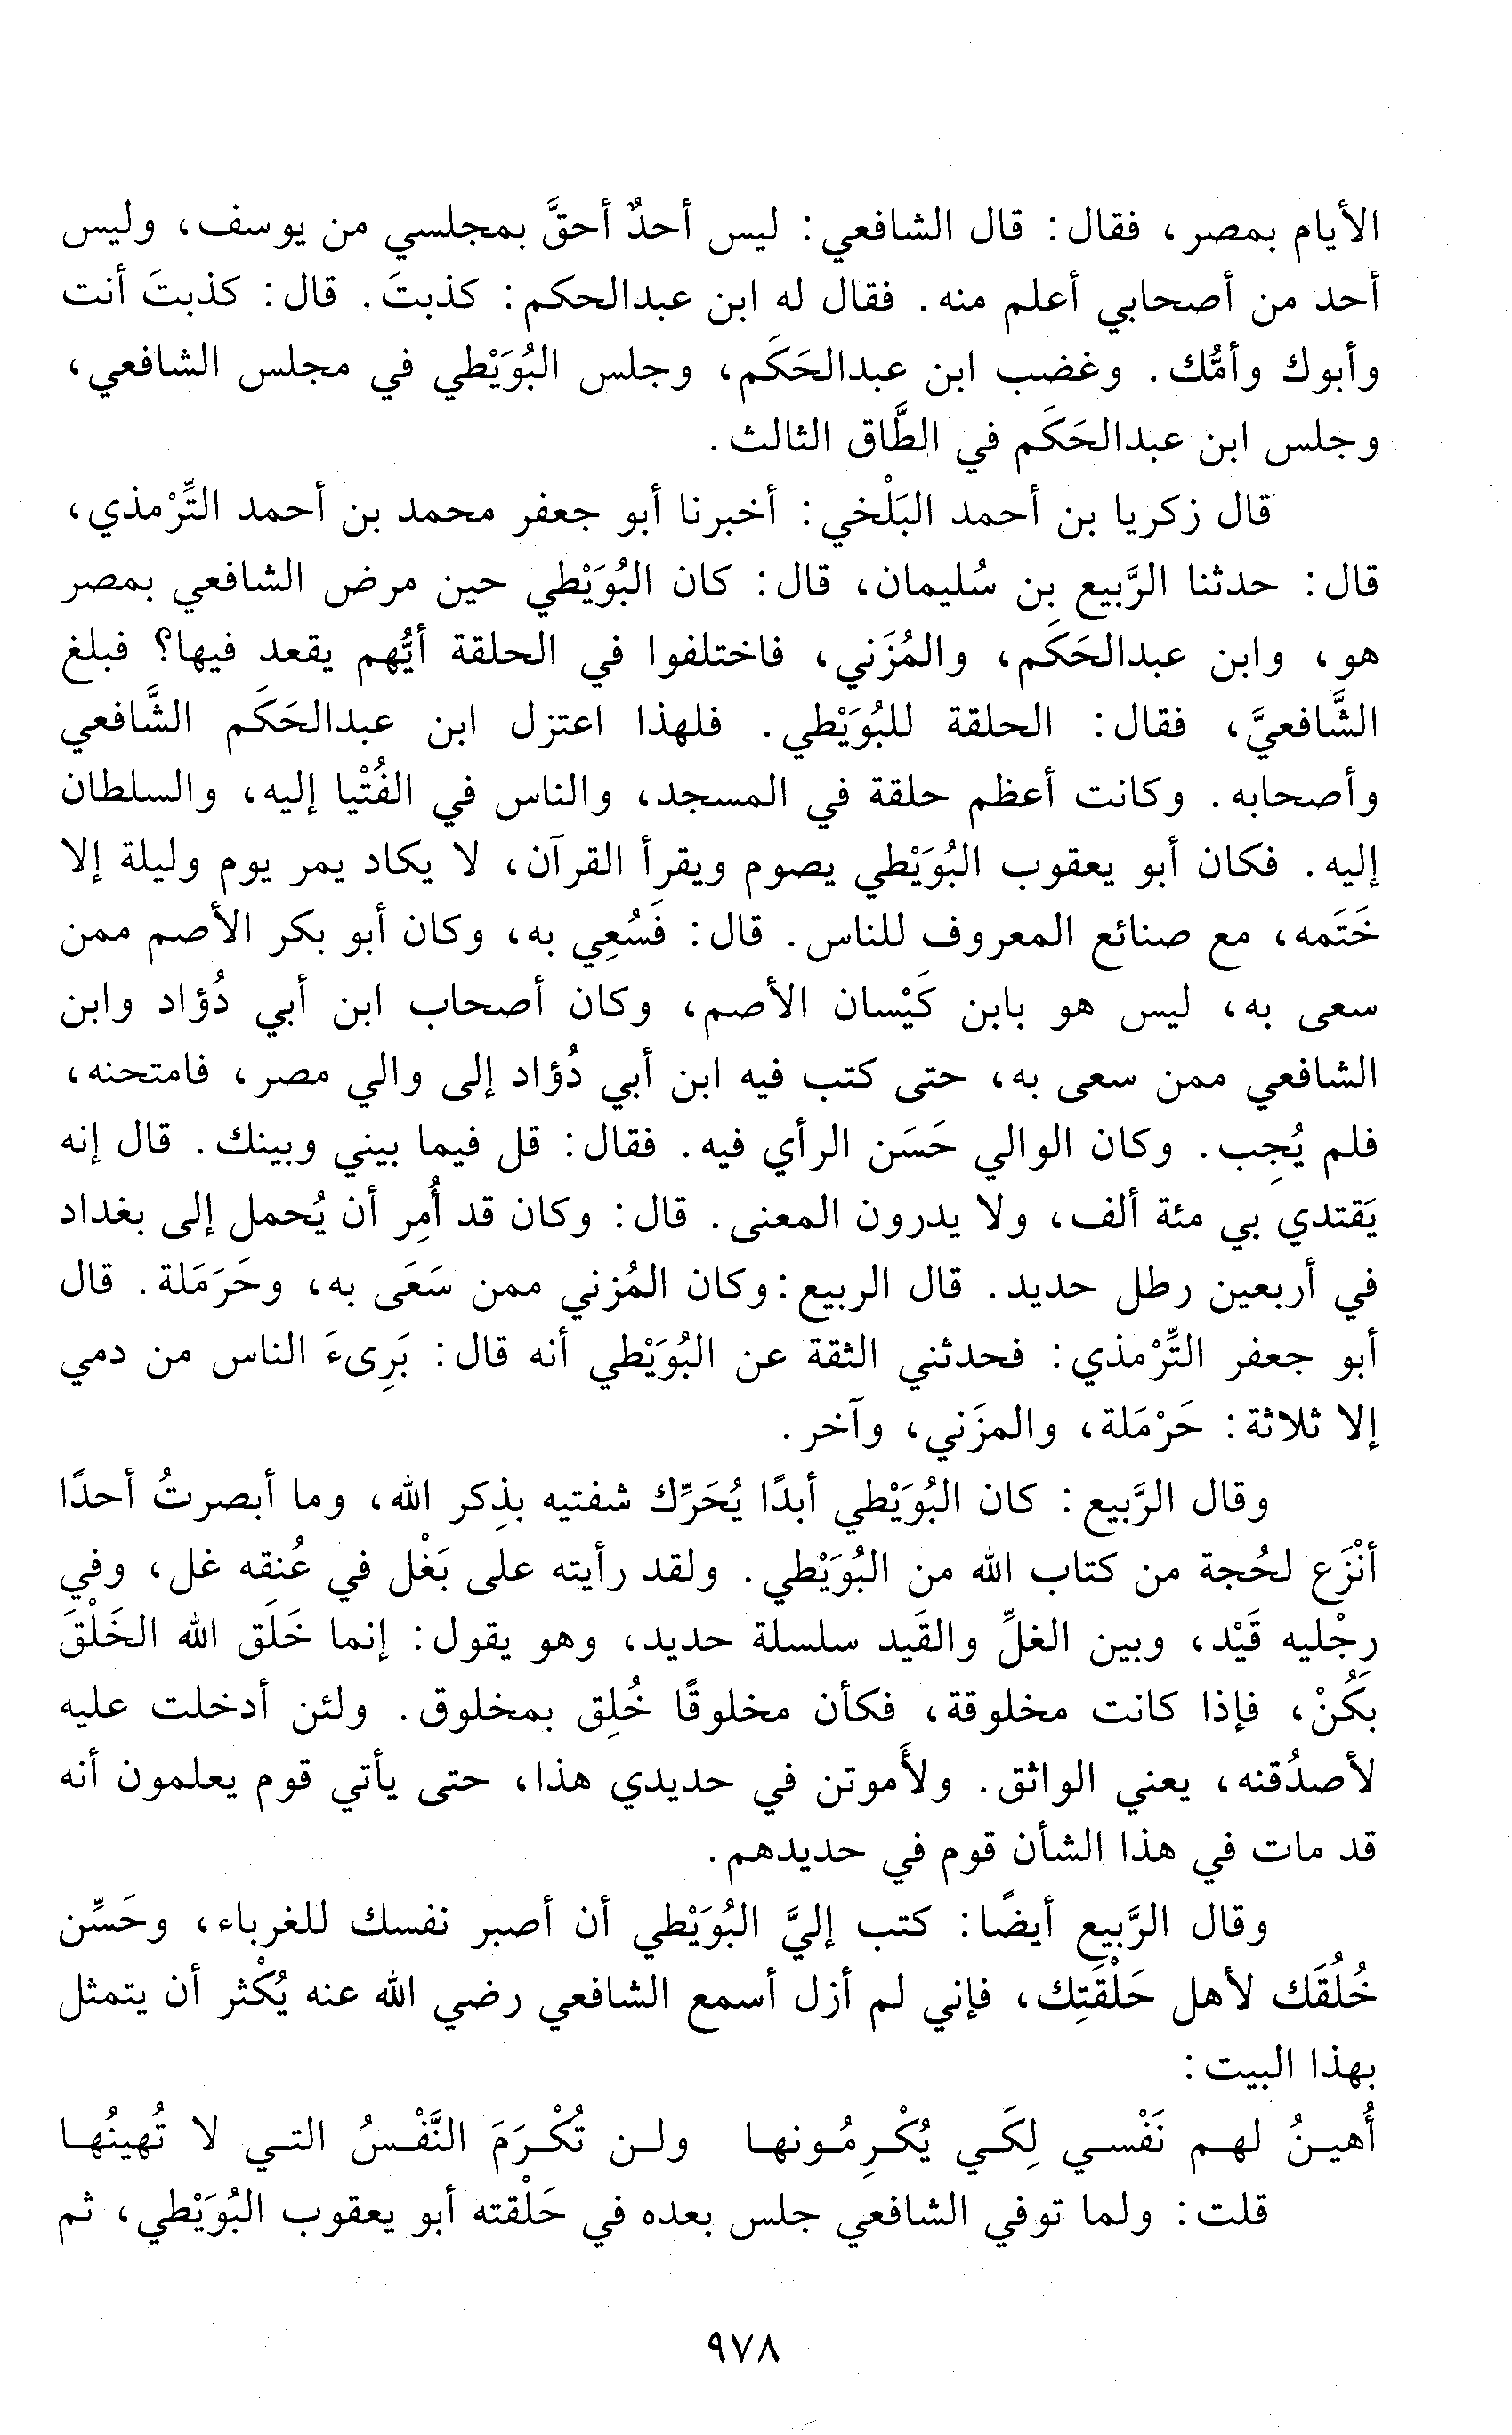 الأيام بمصر، فقال: قال الشافعي: ليس أحدٌ أحقَّ بمجلسي من يوسف، وليس
أحد من أصحابي أعلم منه. فقال له ابن عبدالحكم: كذبتَ. قال: كذبتَ أنت
وأبوك وأمُّك. وغضب ابن عبدالحَكَم، وجلس البُوَيْطي في مجلس الشافعي،
وجلس ابن عبدالحَكَم في الطَّاق الثالث.
قال زكريا بن أحمد البَلْخي: أخبرنا أبو جعفر محمد بن أحمد التِّرْمذي،
قال: حدثنا الرَّبيع بن سُليمان، قال: كان البُوَيْطي حين مرض الشافعي بمصر
هو، وابن عبدالحَكَم، والمُزَني، فاختلفوا في الحلقة أيُّهم يقعد فيها؟ فبلغ
الشَّافعيَّ، فقال: الحلقة للبُوَيْطي. فلهذا اعتزل ابن عبدالحَكَم الشَّافعي
وأصحابه. وكانت أعظم حلقة في المسجد، والناس في الفُتْيا إليه، والسلطان
إليه. فكان أبو يعقوب البُوَيْطي يصوم ويقرأ القرآن، لا يكاد يمر يوم وليلة إلا
خَتَمه، مع صنائع المعروف للناس. قال: فَسُعِي به، وكان أبو بكر الأصم ممن
سعى به، ليس هو بابن كَيْسان الأصم، وكان أصحاب ابن أبي دُؤاد وابن
الشافعي ممن سعى به، حتى كتب فيه ابن أبي دُؤاد إلى والي مصر، فامتحنه،
فلم يُجِب. وكان الوالي حَسَن الرأي فيه. فقال: قل فيما بيني وبينك. قال إنه
يَقتدي بي مئة ألف، ولا يدرون المعنى. قال: وكان قد أُمِر أن يُحمل إلى بغداد
في أربعين رطل حديد. قال الربيع: وكان المُزني ممن سَعَى به، وحَرَمَلة. قال
أبو جعفر التِّرْمذي: فحدثني الثقة عن البُوَيْطي أنه قال: بَرِىءَ الناس من دمي
إلا ثلاثة: حَرْمَلة، والمزَني، وآخر.
وقال الرَّبيع: كان البُوَيْطي أبدًا يُحَرِّك شفتيه بذِكر الله، وما أبصرتُ أحدًا
أنْزَع لحُجة من كتاب الله من البُوَيْطي. ولقد رأيته على بَغْل في عُنقه غل، وفي
رجْليه قَيْد، وبين الغلِّ والقَيد سلسلة حديد، وهو يقول: إنما خَلَق الله الخَلْقَ
بكُنْ، فإذا كانت مخلوقة، فكأن مخلوقًا خُلِق بمخلوق. ولئن أدخلت عليه
لأصدُقنه، يعني الواثق. ولأَموتن في حديدي هذا، حتى يأتي قوم يعلمون أنه
قد مات في هذا الشأن قوم في حديدهم.
وقال الرَّبيع أيضًا: كتب إليَّ البُوَيْطي أن أصبر نفسك للغرباء، وحَسِّن
خُلُقَك لأهل حَلْقَتِك، فإني لم أزل أسمع الشافعي رضي الله عنه يُكْثر أن يتمثل
بهذا البيت:
أُهينُ لهم نَفْسي لِكَي يُكْرِمُونها ولن تُكْرَمَ النَّفْسُ التي لا تُهينُها
قلت: ولما توفي الشافعي جلس بعده في حَلْقته أبو يعقوب البُوَيْطي، ثم
٩٧٨